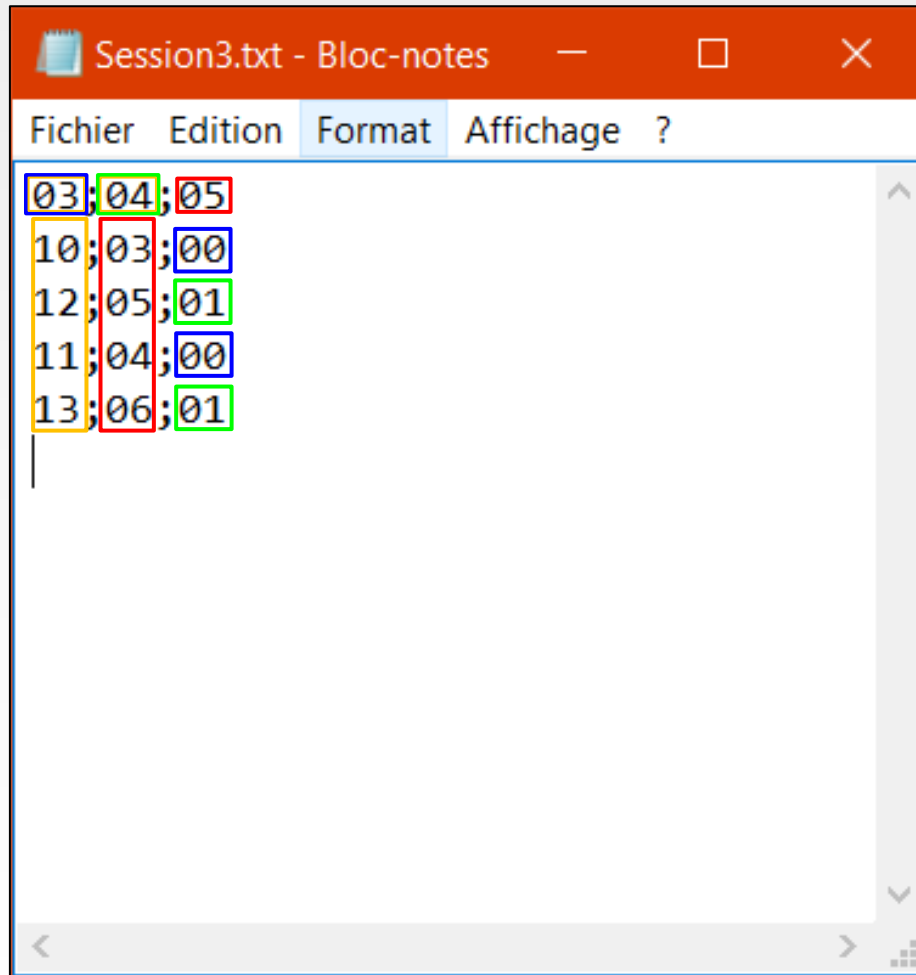 Session3.txt - Bloc-notes
Fichier Edition Format Affichage ?
03;04;05
10;03;00
12;05;01
11;04;00
13;06;01